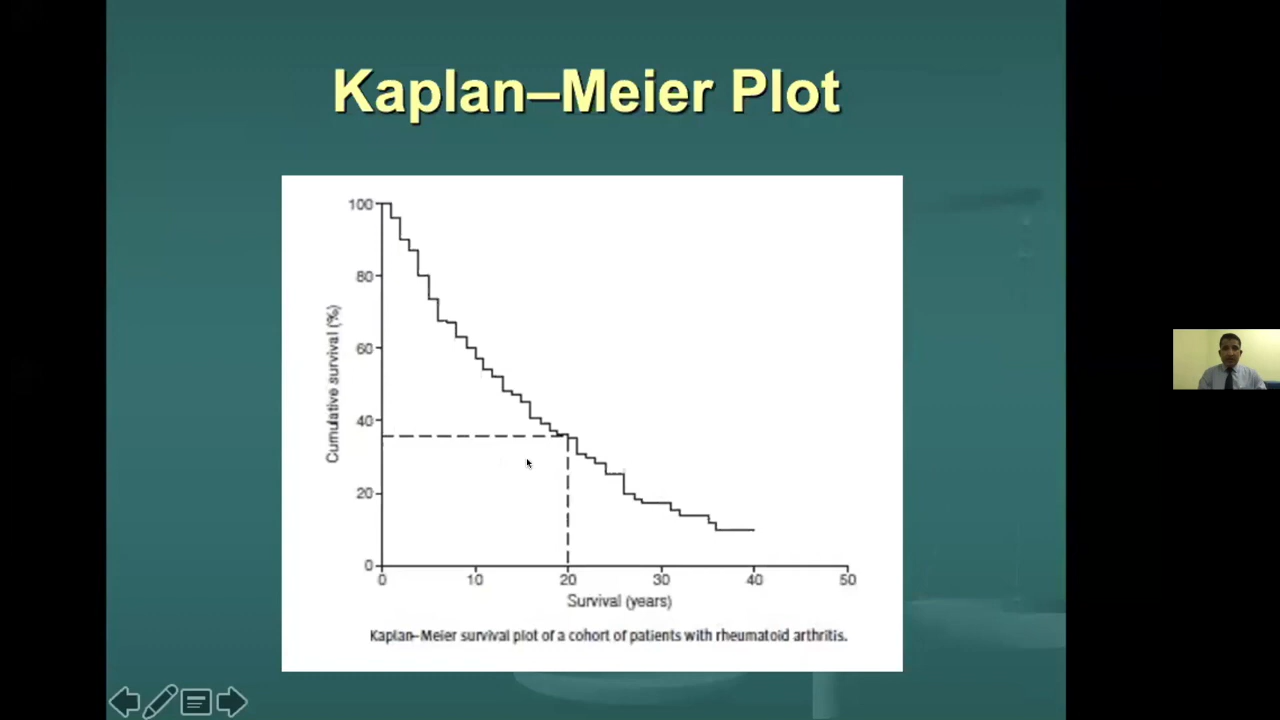 Kaplan–Meier Plot
100
80
60
40
20
0
Cumulative survival (%)
0 10 20 30 40 50
Survival (years)
Kaplan–Meier survival plot of a cohort of patients with rheumatoid arthritis.